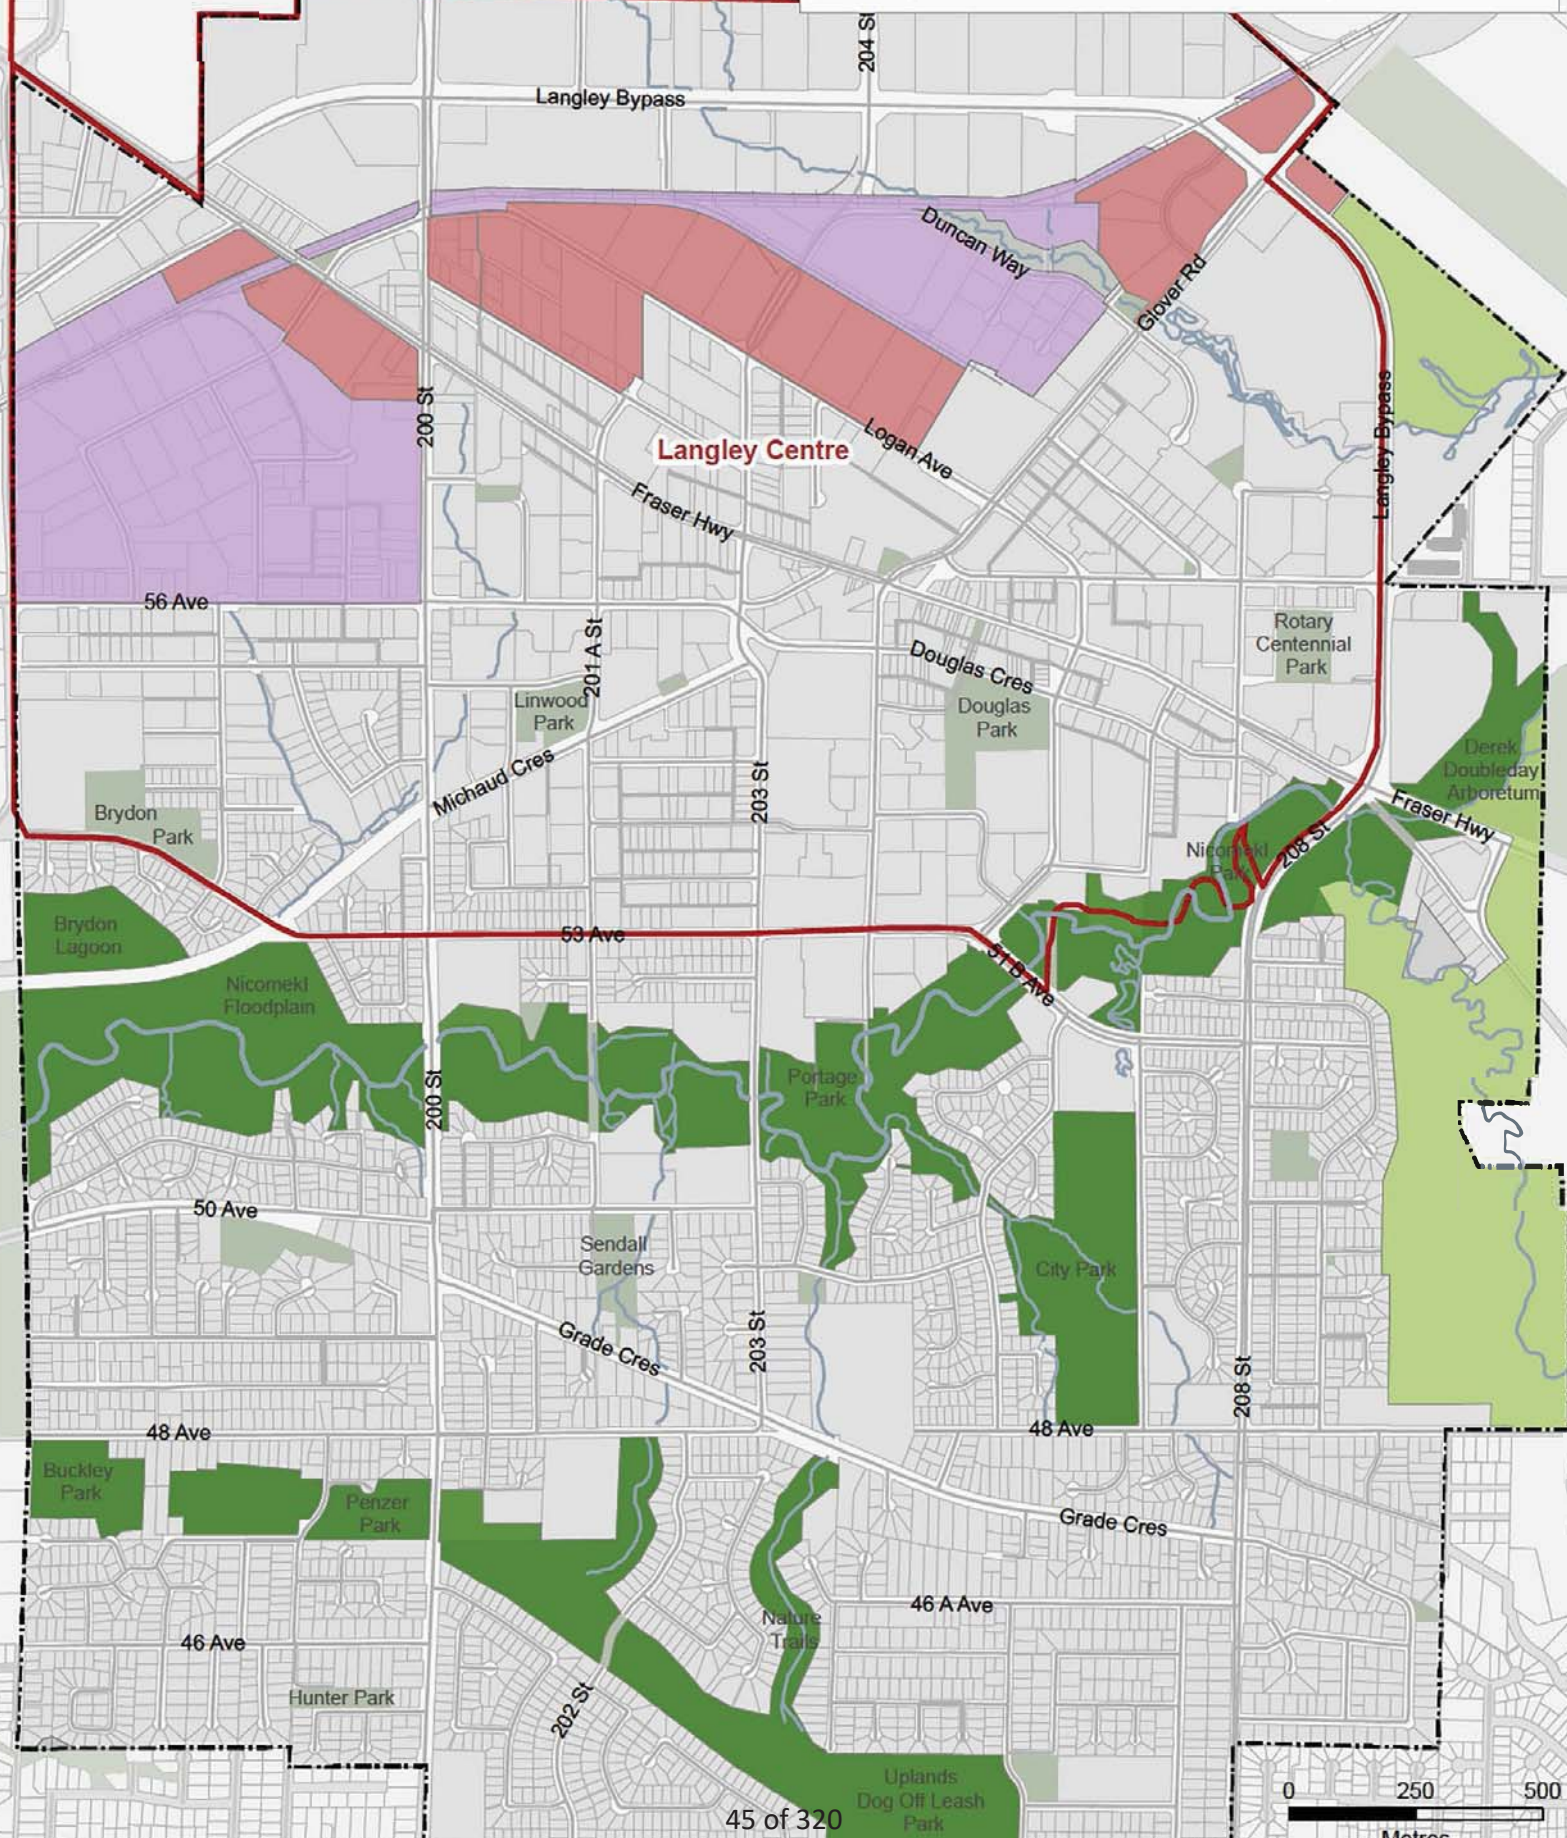 204 St
Langley Bypass
Duncan Way
Glover Rd
200 St
Langley Bypass
Logan Ave
Langley Centre
Fraser Hwy
56 Ave
201 A St
Rotary
Centennial
Park
Douglas Cres
Linwood
Park
Douglas
Park
Michaud Cres
203 St
Derek
Doubleday
Arboretum
Brydon
Park
Fraser Hwy
208 St
Nicomekl
Park
Brydon
Lagoon
53 Ave
51 B Ave
Nicomekl
Floodplain
200 St
Portage
Park
50 Ave
Sendall
Gardens
City Park
Grade Cres
203 St
208 St
48 Ave
48 Ave
Buckley
Park
Penzer
Park
Grade Cres
46 A Ave
Nature
Trails
46 Ave
Hunter Park
202 St
Uplands
Dog Off Leash
Park
0 250 500
Metres
45 of 320